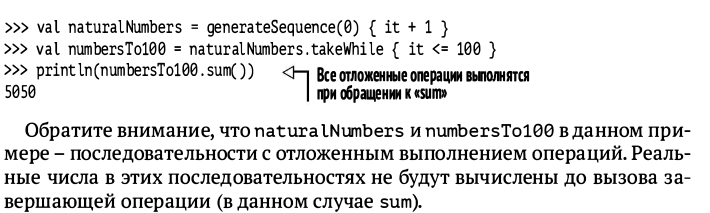 >>> val naturalNumbers = generateSequence(0) { it + 1 }
>>> val numbersTo100 = naturalNumbers.takeWhile { it <= 100 }
>>> println(numbersTo100.sum())
Все отложенные операции выполнятся
при обращении к «sum»
5050
Обратите внимание, что naturalNumbers и numbersTo100 в данном при-
мере – последовательности с отложенным выполнением операций. Реаль-
ные числа в этих последовательностях не будут вычислены до вызова за-
вершающей операции (в данном случае sum).